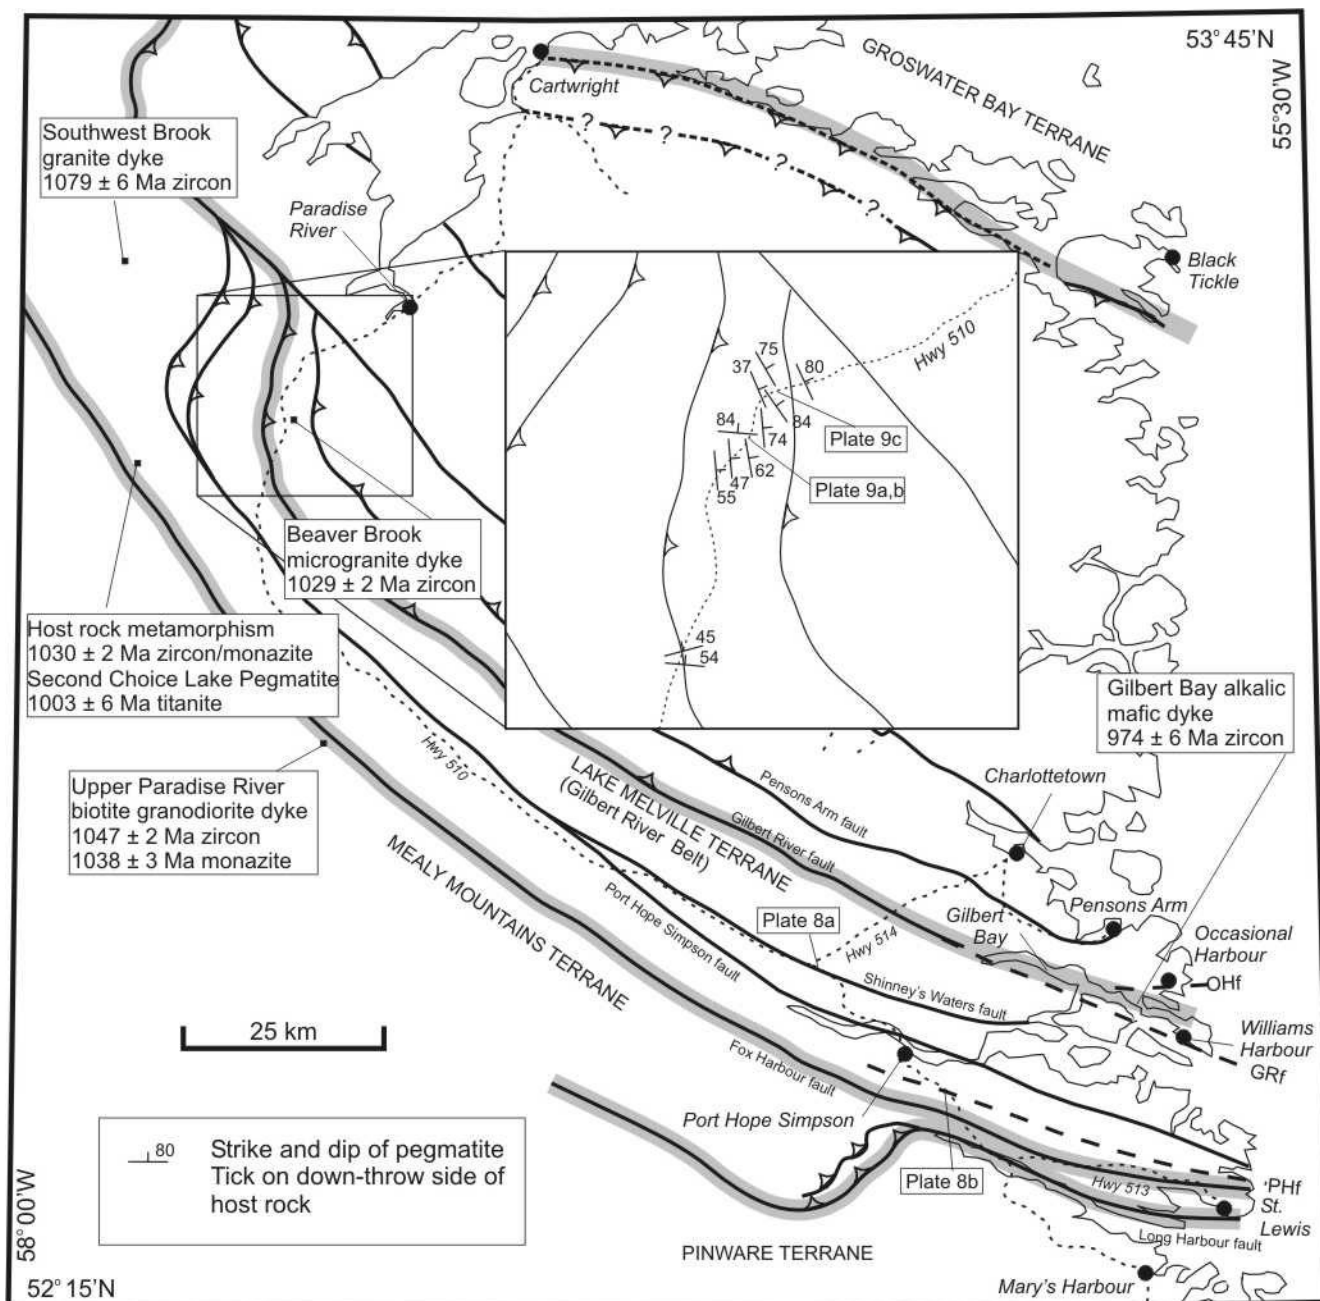 53°45'N
55°30'W
GROSWATER BAY TERRANE
Cartwright
? ? ? ?
Southwest Brook
granite dyke
1079 ± 6 Ma zircon
Paradise
River
Black
Tickle
Hwy 510
75
37
80
84
84
74
Plate 9c
62
47
55
Plate 9a,b
45
54
Beaver Brook
microgranite dyke
1029 ± 2 Ma zircon
Host rock metamorphism
1030 ± 2 Ma zircon/monazite
Second Choice Lake Pegmatite
1003 ± 6 Ma titanite
Gilbert Bay alkalic
mafic dyke
974 ± 6 Ma zircon
Upper Paradise River
biotite granodiorite dyke
1047 ± 2 Ma zircon
1038 ± 3 Ma monazite
Hwy 510
LAKE MELVILLE TERRANE
(Gilbert River Belt)
Pensons Arm fault
Gilbert River fault
Charlottetown
MEALY MOUNTAINS TERRANE
Port Hope Simpson fault
Plate 8a
Hwy 514
Gilbert
Bay
Pensons Arm
Occasional
Harbour
OHf
Shinney's Waters fault
Williams
Harbour
GRf
25 km
Fox Harbour fault
Port Hope Simpson
Plate 8b
Hwy 513
'PHf
St.
Lewis
Long Harbour fault
80
Strike and dip of pegmatite
Tick on down-throw side of
host rock
PINWARE TERRANE
Mary's Harbour
58°00'W
52°15'N